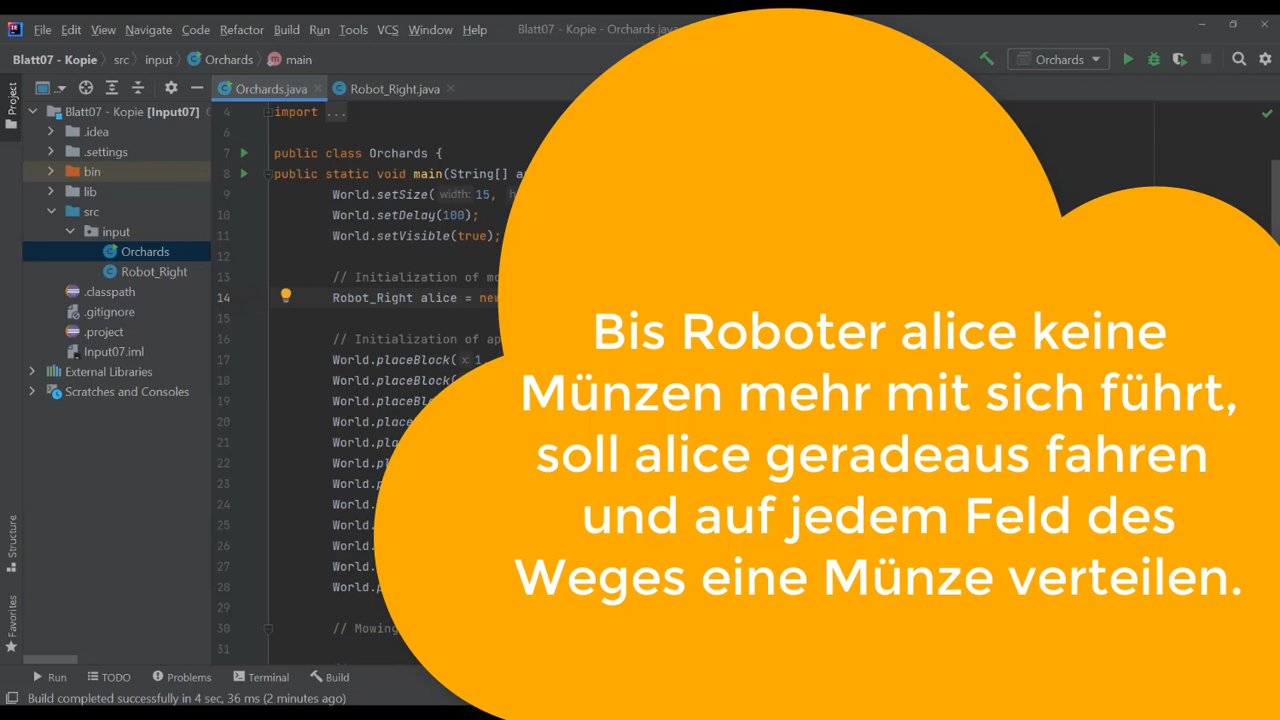 File Edit View Navigate Code Refactor Build Run Tools VCS Window Help Blatt07 - Kopie - Orchards.java
Blatt07 - Kopie src input Orchards main Orchards
Project
Orchards.java Robot_Right.java
Blatt07 - Kopie [Input07]
.idea
.settings
bin
lib
src
input
Orchards
Robot_Right
.classpath
.gitignore
.project
Input07.iml
External Libraries
Scratches and Consoles
Structure
Favorites
4 import ...
6
7 public class Orchards {
8 public static void main(String[]
9 World.setSize( width: 15,
10 World.setDelay(100);
11 World.setVisible(true);
12
13 // Initialization of
14 Robot_Right alice = new
15
16 // Initialization of
17 World.placeBlock( x: 1
18 World.placeBlock(
19
20
21 World.
22 World.
23 World.
24 World.
25 World.
26 World.
27 World.
28 World.
29
30 // Mowing
31
Bis Roboter alice keine
Münzen mehr mit sich führt,
soll alice geradeaus fahren
und auf jedem Feld des
Weges eine Münze verteilen.
Run TODO Problems Terminal Build
Build completed successfully in 4 sec, 36 ms (2 minutes ago)